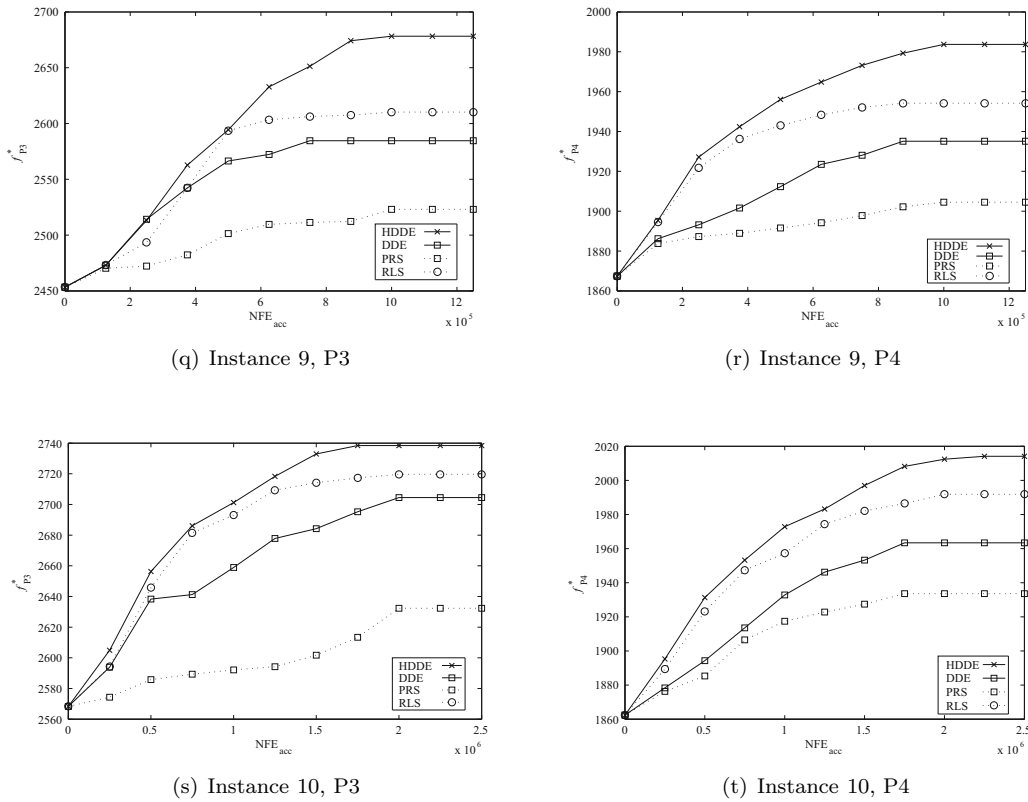 2700
2650
2600
2550
2500
2450
f*P3
0 2 4 6 8 10 12
NFEacc
x 10^5
HDDE
DDE
PRS
RLS
(q) Instance 9, P3
2000
1980
1960
1940
1920
1900
1880
1860
f*P4
0 2 4 6 8 10 12
NFEacc
x 10^5
HDDE
DDE
PRS
RLS
(r) Instance 9, P4
2740
2720
2700
2680
2660
2640
2620
2600
2580
2560
f*P3
0 0.5 1 1.5 2 2.5
NFEacc
x 10^6
HDDE
DDE
PRS
RLS
(s) Instance 10, P3
2020
2000
1980
1960
1940
1920
1900
1880
1860
f*P4
0 0.5 1 1.5 2 2.5
NFEacc
x 10^6
HDDE
DDE
PRS
RLS
(t) Instance 10, P4